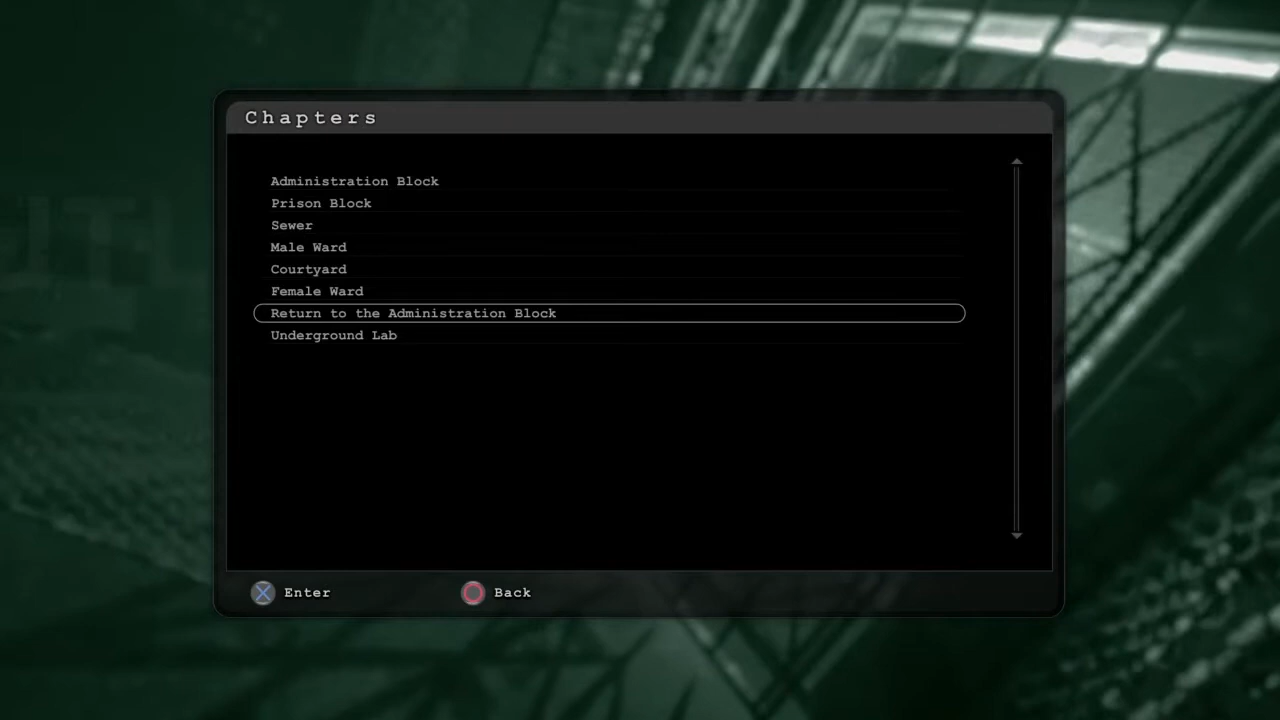 Chapters
Administration Block
Prison Block
Sewer
Male Ward
Courtyard
Female Ward
Return to the Administration Block
Underground Lab
Enter
Back